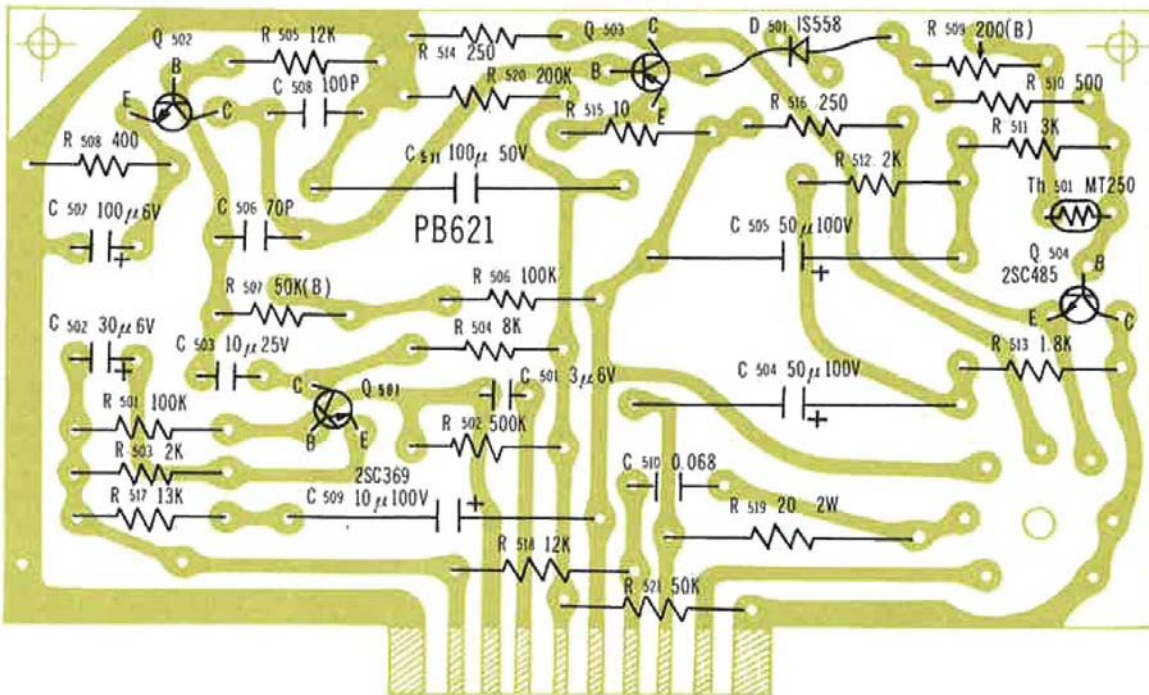 Q 502
B
E
C
R 505 12K
C 508 100P
R 508 400
C 507 100μ 6V
+
C 506 70P
R 514 250
R 520 200K
Q 503
C
B
E
R 515 10
C 511 100μ 50V
PB621
D 501 IS558
R 516 250
R 512 2K
C 505 50μ 100V
+
R 509 200(B)
R 510 500
R 511 3K
Th 501 MT250
Q 504
2SC485
B
E
C
R 513 1.8K
R 507 50K(B)
R 506 100K
R 504 8K
C 502 30μ 6V
+
C 503 10μ 25V
C
Q 501
B
E
2SC369
C 501 3μ 6V
R 502 500K
C 504 50μ 100V
+
R 501 100K
R 503 2K
R 517 13K
C 509 10μ 100V
+
C 510 0.068
R 519 20 2W
R 518 12K
R 521 50K